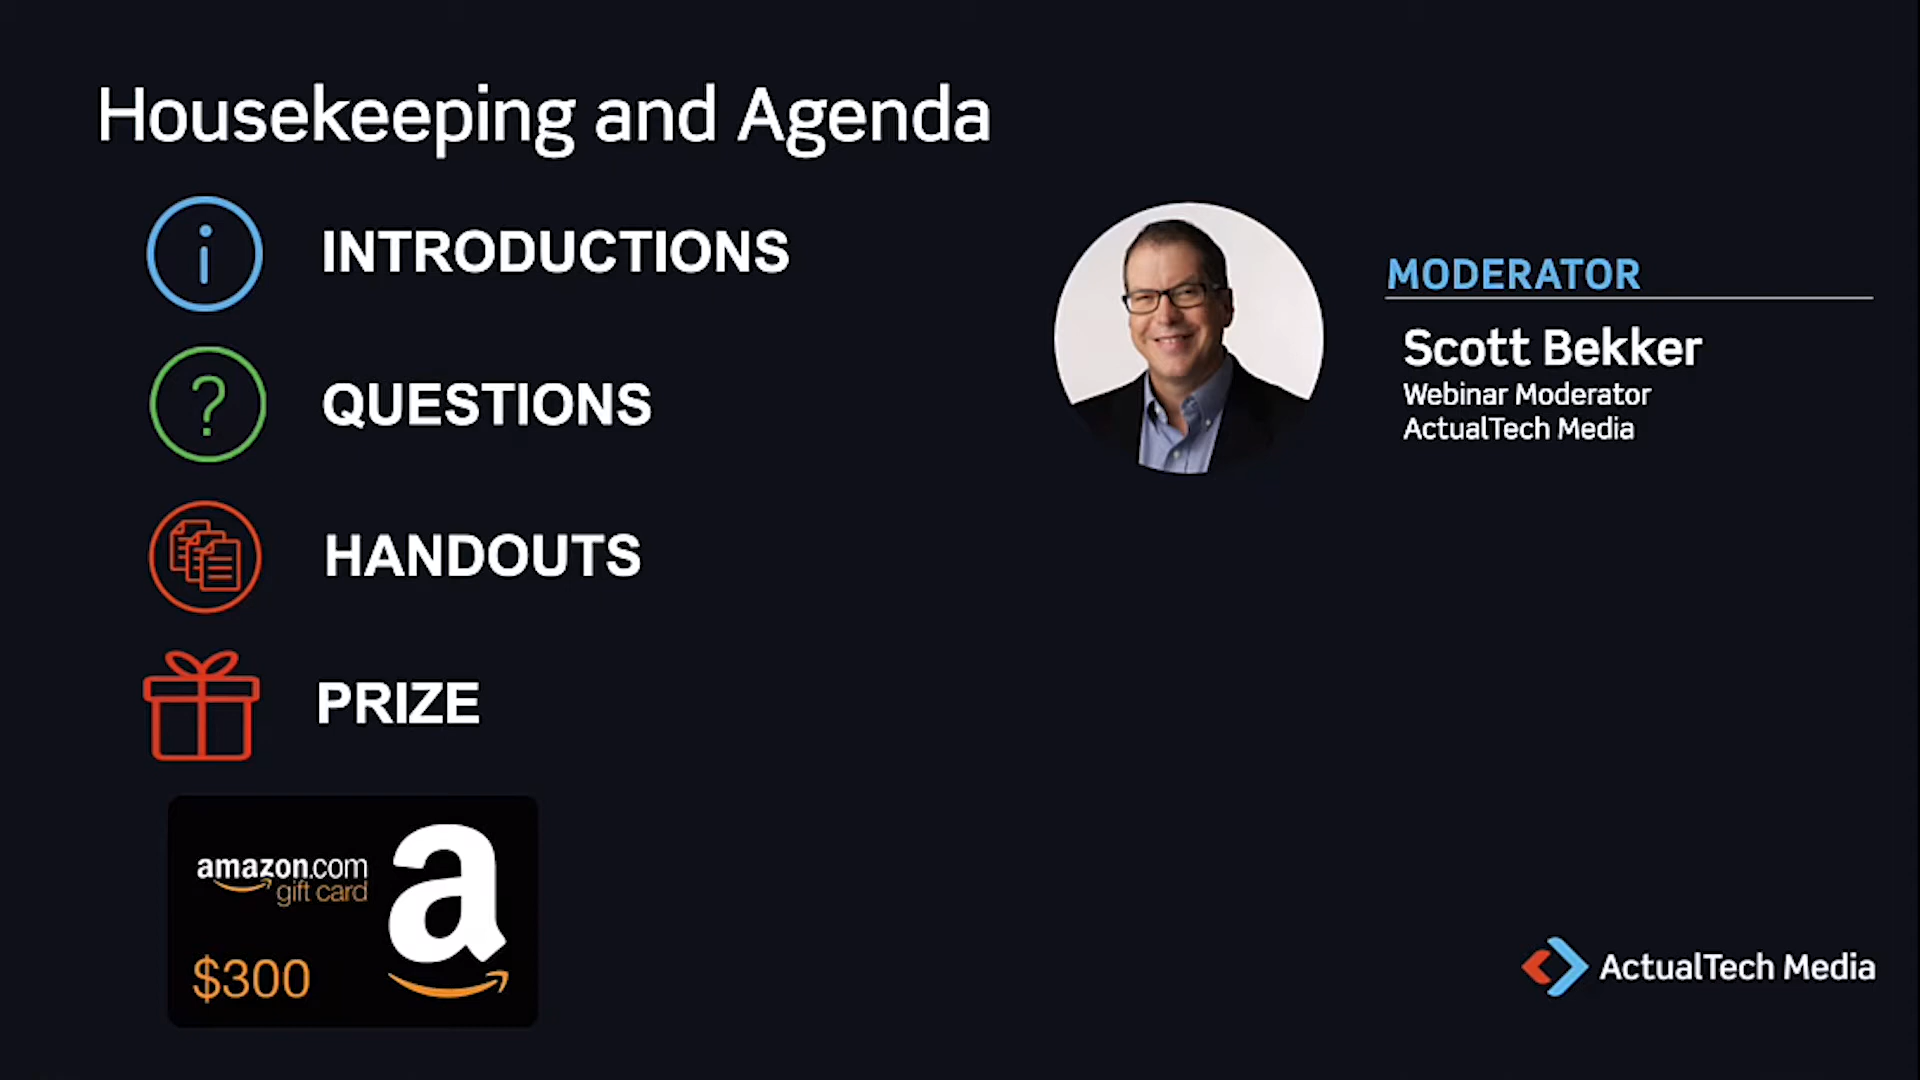 Housekeeping and Agenda
INTRODUCTIONS
QUESTIONS
HANDOUTS
PRIZE
amazon.com
gift card
a
$300
MODERATOR
Scott Bekker
Webinar Moderator
ActualTech Media
ActualTech Media